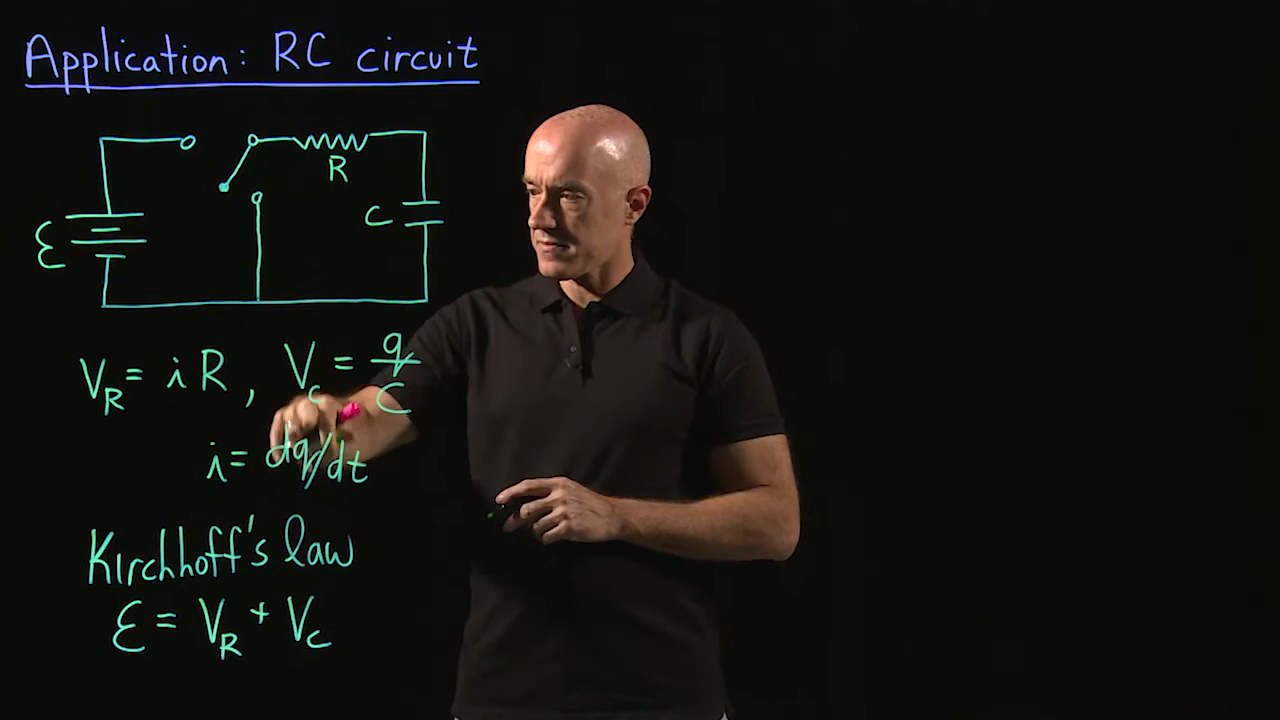 Application: RC circuit
R
C
ℰ
V_R = i R, V_C = q/C
i = dq/dt
Kirchhoff's law
ℰ = V_R + V_C